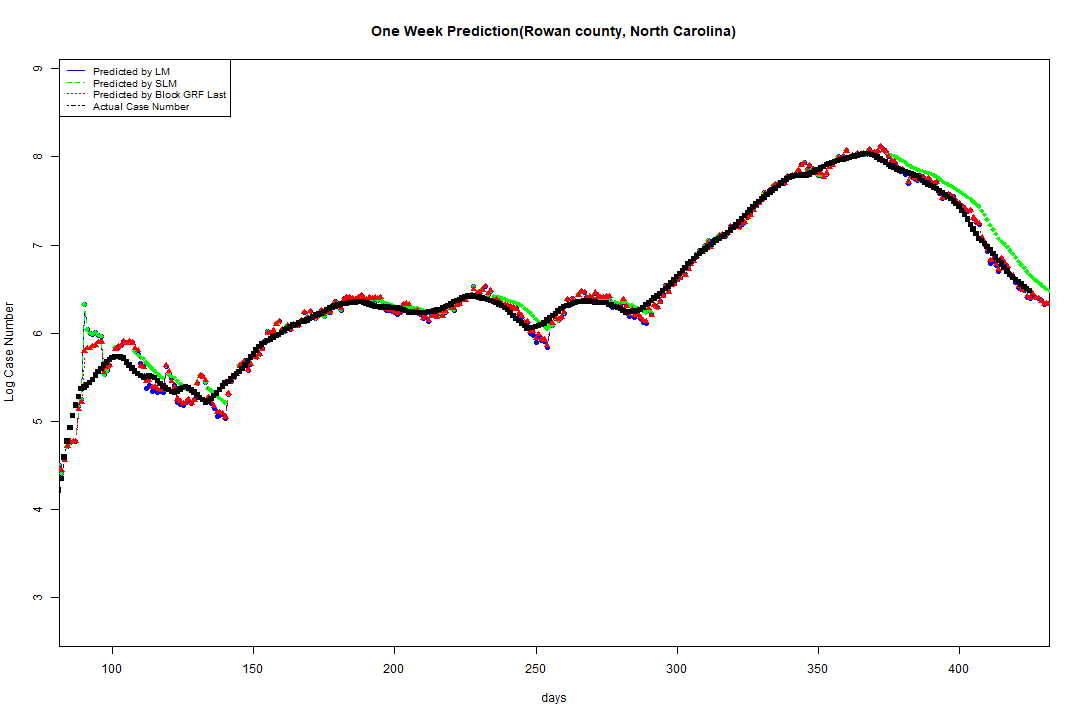 One Week Prediction(Rowan county, North Carolina)
Predicted by LM
Predicted by SLM
Predicted by Block GRF Last
Actual Case Number
9
8
7
6
5
4
3
Log Case Number
100 150 200 250 300 350 400
days